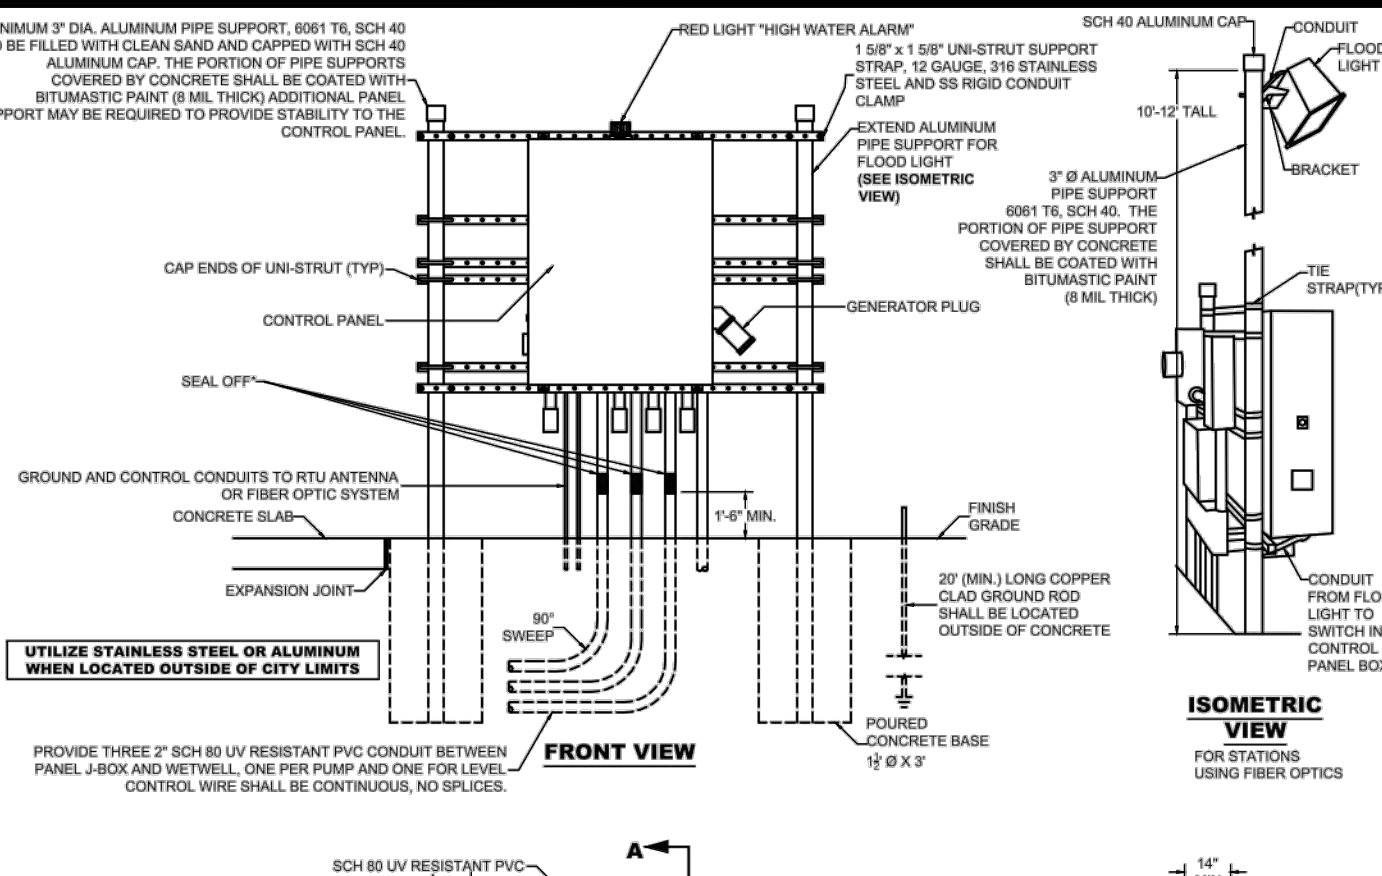 NIMUM 3" DIA. ALUMINUM PIPE SUPPORT, 6061 T6, SCH 40
BE FILLED WITH CLEAN SAND AND CAPPED WITH SCH 40
ALUMINUM CAP. THE PORTION OF PIPE SUPPORTS
COVERED BY CONCRETE SHALL BE COATED WITH
BITUMASTIC PAINT (8 MIL THICK) ADDITIONAL PANEL
PPORT MAY BE REQUIRED TO PROVIDE STABILITY TO THE
CONTROL PANEL.
RED LIGHT "HIGH WATER ALARM"
1 5/8" x 1 5/8" UNI-STRUT SUPPORT
STRAP, 12 GAUGE, 316 STAINLESS
STEEL AND SS RIGID CONDUIT
CLAMP
EXTEND ALUMINUM
PIPE SUPPORT FOR
FLOOD LIGHT
(SEE ISOMETRIC
VIEW)
CAP ENDS OF UNI-STRUT (TYP)
CONTROL PANEL
GENERATOR PLUG
SEAL OFF*
GROUND AND CONTROL CONDUITS TO RTU ANTENNA
OR FIBER OPTIC SYSTEM
CONCRETE SLAB
1'-6" MIN.
FINISH
GRADE
EXPANSION JOINT
20' (MIN.) LONG COPPER
CLAD GROUND ROD
SHALL BE LOCATED
OUTSIDE OF CONCRETE
90°
SWEEP
UTILIZE STAINLESS STEEL OR ALUMINUM
WHEN LOCATED OUTSIDE OF CITY LIMITS
POURED
CONCRETE BASE
1½' Ø X 3'
PROVIDE THREE 2" SCH 80 UV RESISTANT PVC CONDUIT BETWEEN
PANEL J-BOX AND WETWELL, ONE PER PUMP AND ONE FOR LEVEL
CONTROL WIRE SHALL BE CONTINUOUS, NO SPLICES.
FRONT VIEW
SCH 40 ALUMINUM CAP
CONDUIT
FLOOD
LIGHT
10'-12' TALL
BRACKET
3" Ø ALUMINUM
PIPE SUPPORT
6061 T6, SCH 40. THE
PORTION OF PIPE SUPPORT
COVERED BY CONCRETE
SHALL BE COATED WITH
BITUMASTIC PAINT
(8 MIL THICK)
TIE
STRAP(TYP
CONDUIT
FROM FLO
LIGHT TO
SWITCH IN
CONTROL
PANEL BOX
ISOMETRIC
VIEW
FOR STATIONS
USING FIBER OPTICS
A
SCH 80 UV RESISTANT PVC
14"